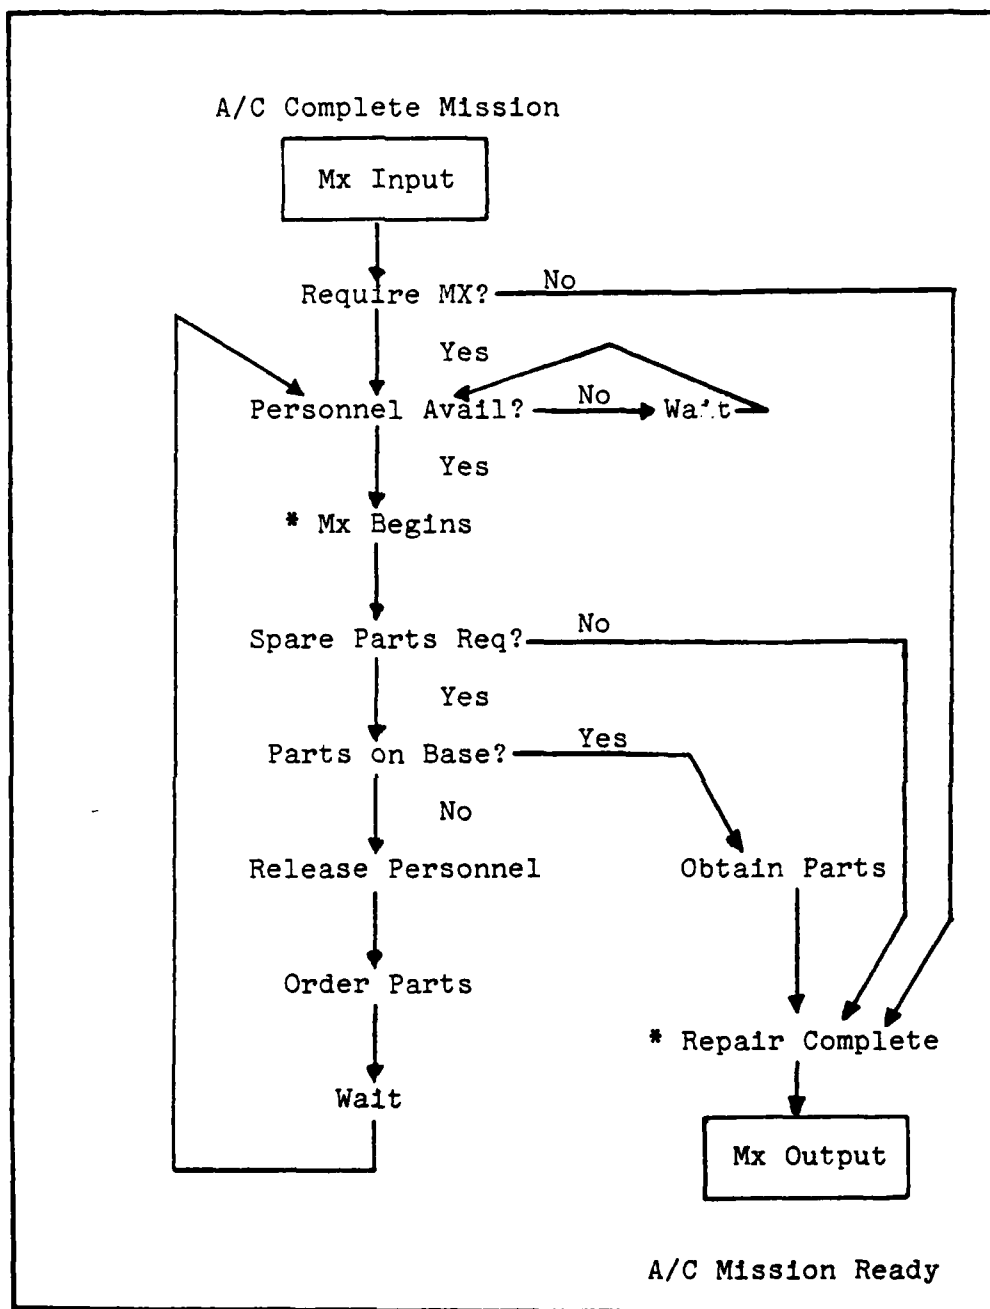 A/C Complete Mission
Mx Input
Require MX?
No
Yes
Personnel Avail?
No
Wait
Yes
* Mx Begins
Spare Parts Req?
No
Yes
Parts on Base?
Yes
No
Release Personnel
Obtain Parts
Order Parts
* Repair Complete
Wait
Mx Output
A/C Mission Ready